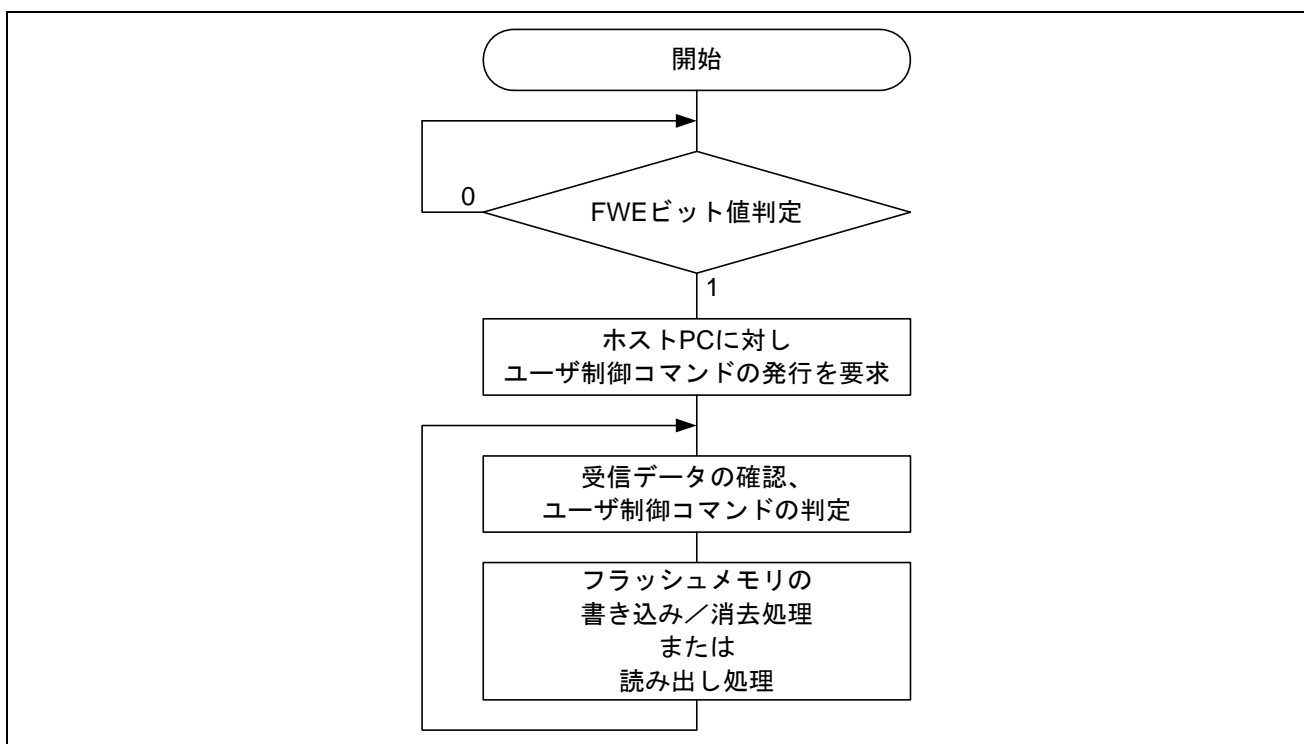 開始
0
FWEビット値判定
1
ホストPCに対し
ユーザ制御コマンドの発行を要求
受信データの確認、
ユーザ制御コマンドの判定
フラッシュメモリの
書き込み／消去処理
または
読み出し処理